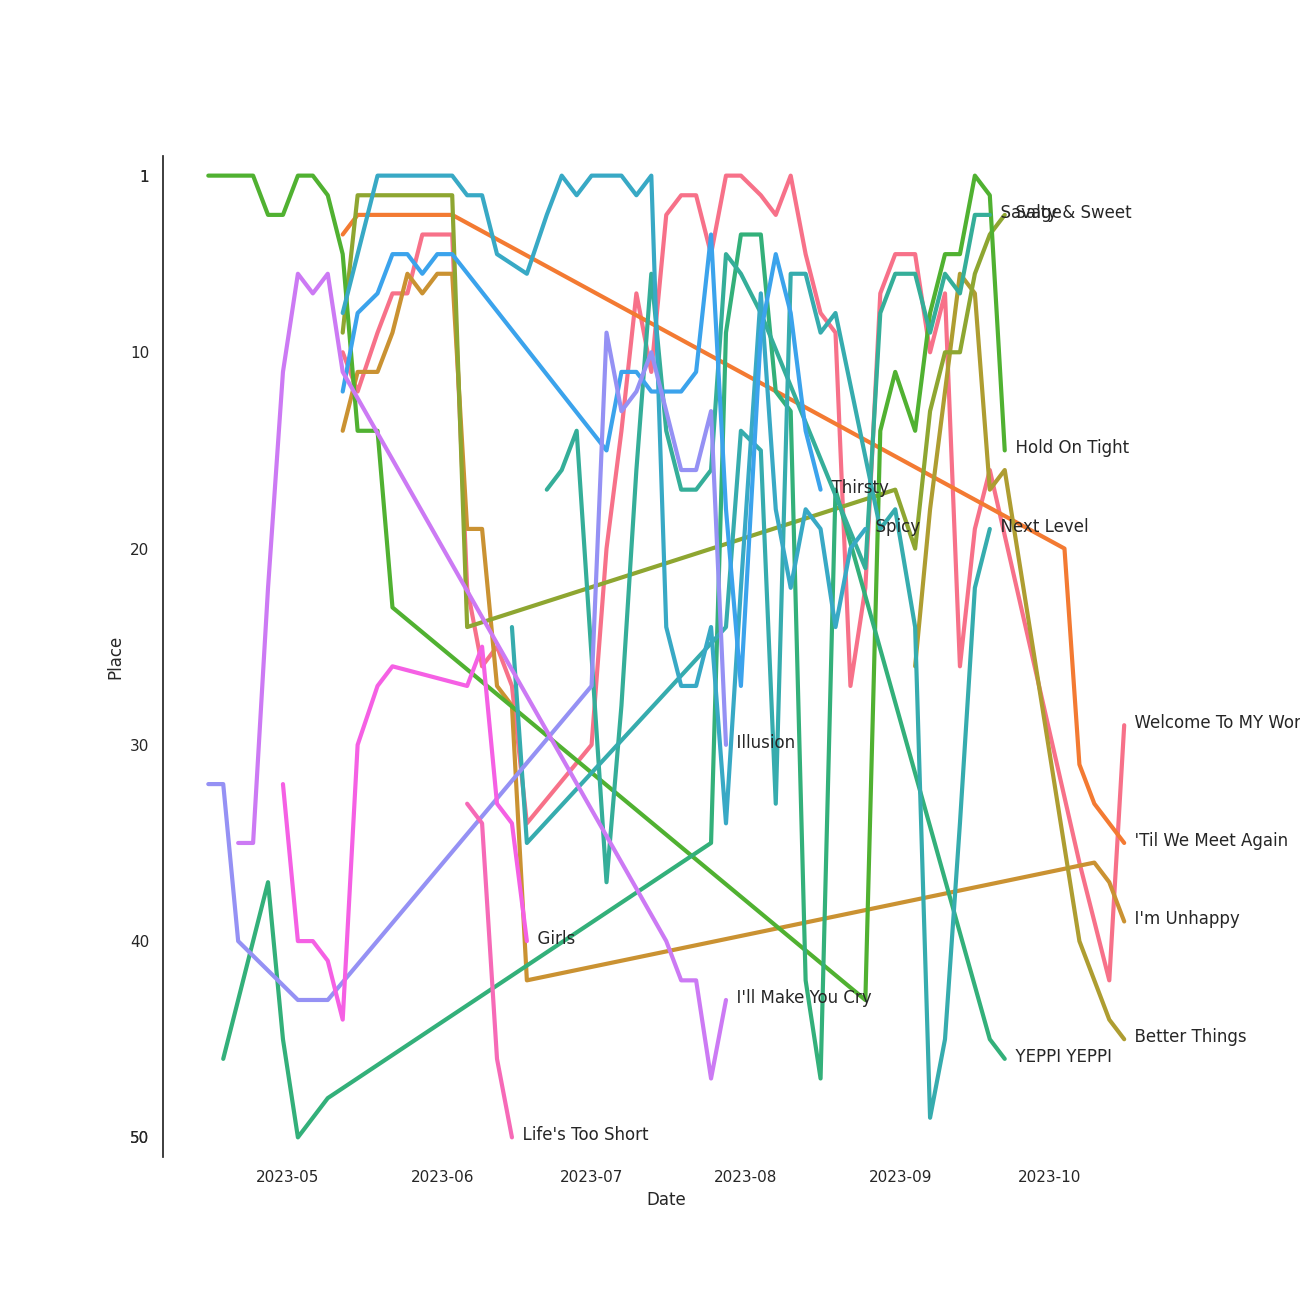 1
Savage
Salty & Sweet
10
Hold On Tight
Thirsty
20
Spicy
Next Level
30
Illusion
Welcome To MY Wor
'Til We Meet Again
I'm Unhappy
40
Girls
I'll Make You Cry
Better Things
YEPPI YEPPI
50
Life's Too Short
Place
2023-05
2023-06
2023-07
2023-08
2023-09
2023-10
Date